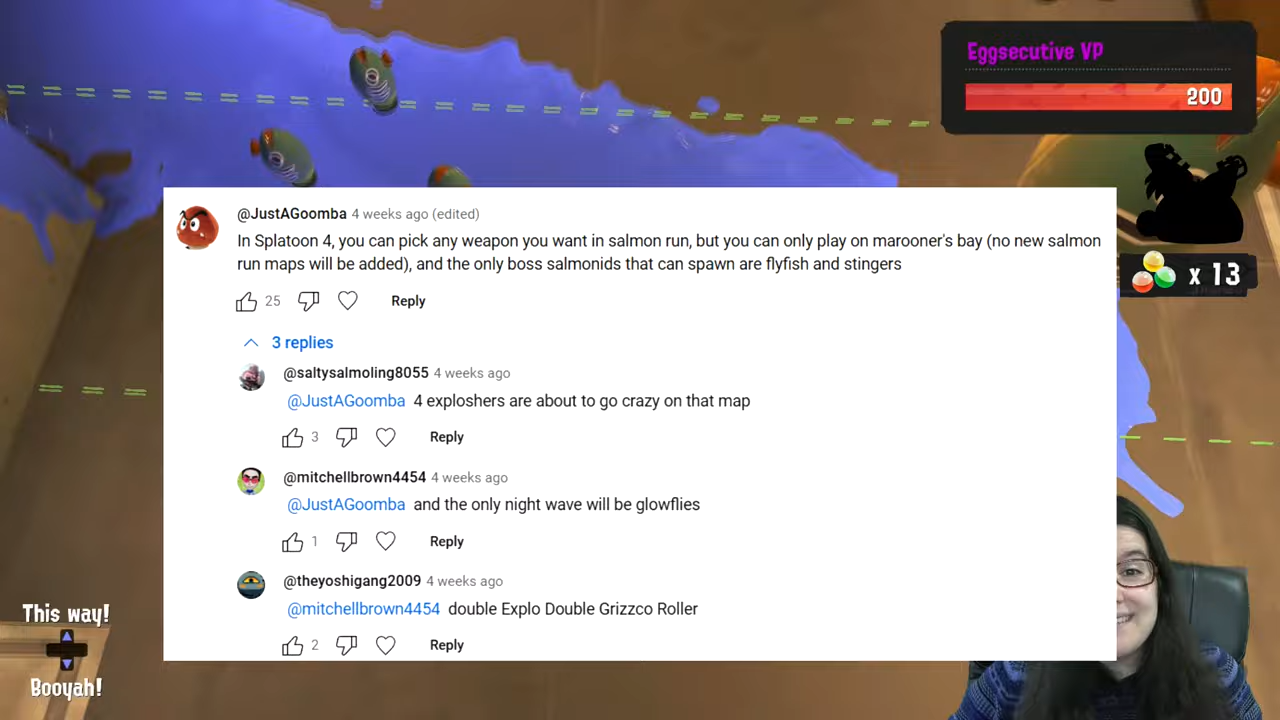 Eggsecutive VP
200
@JustAGoomba 4 weeks ago (edited)
In Splatoon 4, you can pick any weapon you want in salmon run, but you can only play on marooner's bay (no new salmon
run maps will be added), and the only boss salmonids that can spawn are flyfish and stingers
25 Reply
x 13
3 replies
@saltysalmoling8055 4 weeks ago
@JustAGoomba 4 exploshers are about to go crazy on that map
3 Reply
@mitchellbrown4454 4 weeks ago
@JustAGoomba and the only night wave will be glowflies
1 Reply
@theyoshigang2009 4 weeks ago
@mitchellbrown4454 double Explo Double Grizzco Roller
2 Reply
This way!
Booyah!